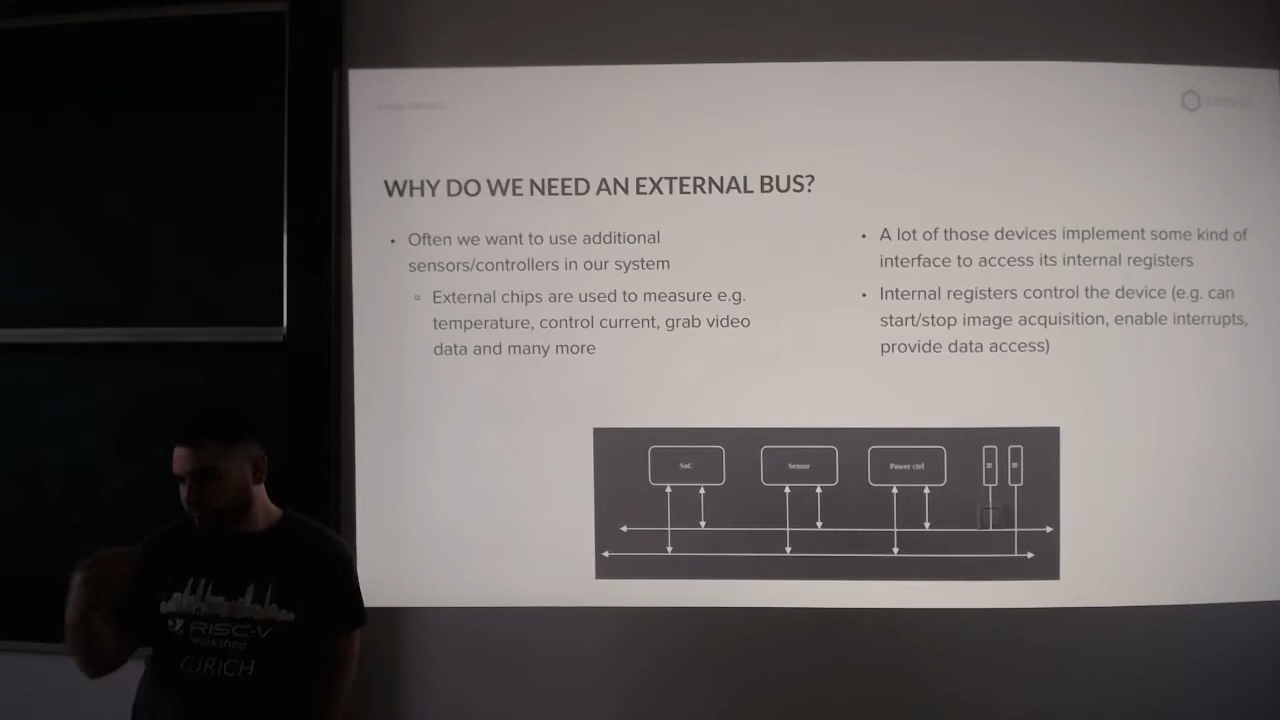 WHY DO WE NEED AN EXTERNAL BUS?
• Often we want to use additional
sensors/controllers in our system
▫ External chips are used to measure e.g.
temperature, control current, grab video
data and many more
• A lot of those devices implement some kind of
interface to access its internal registers
• Internal registers control the device (e.g. can
start/stop image acquisition, enable interrupts,
provide data access)
SoC
Sensor
Power ctrl
RISC-V
Workshop
ZURICH